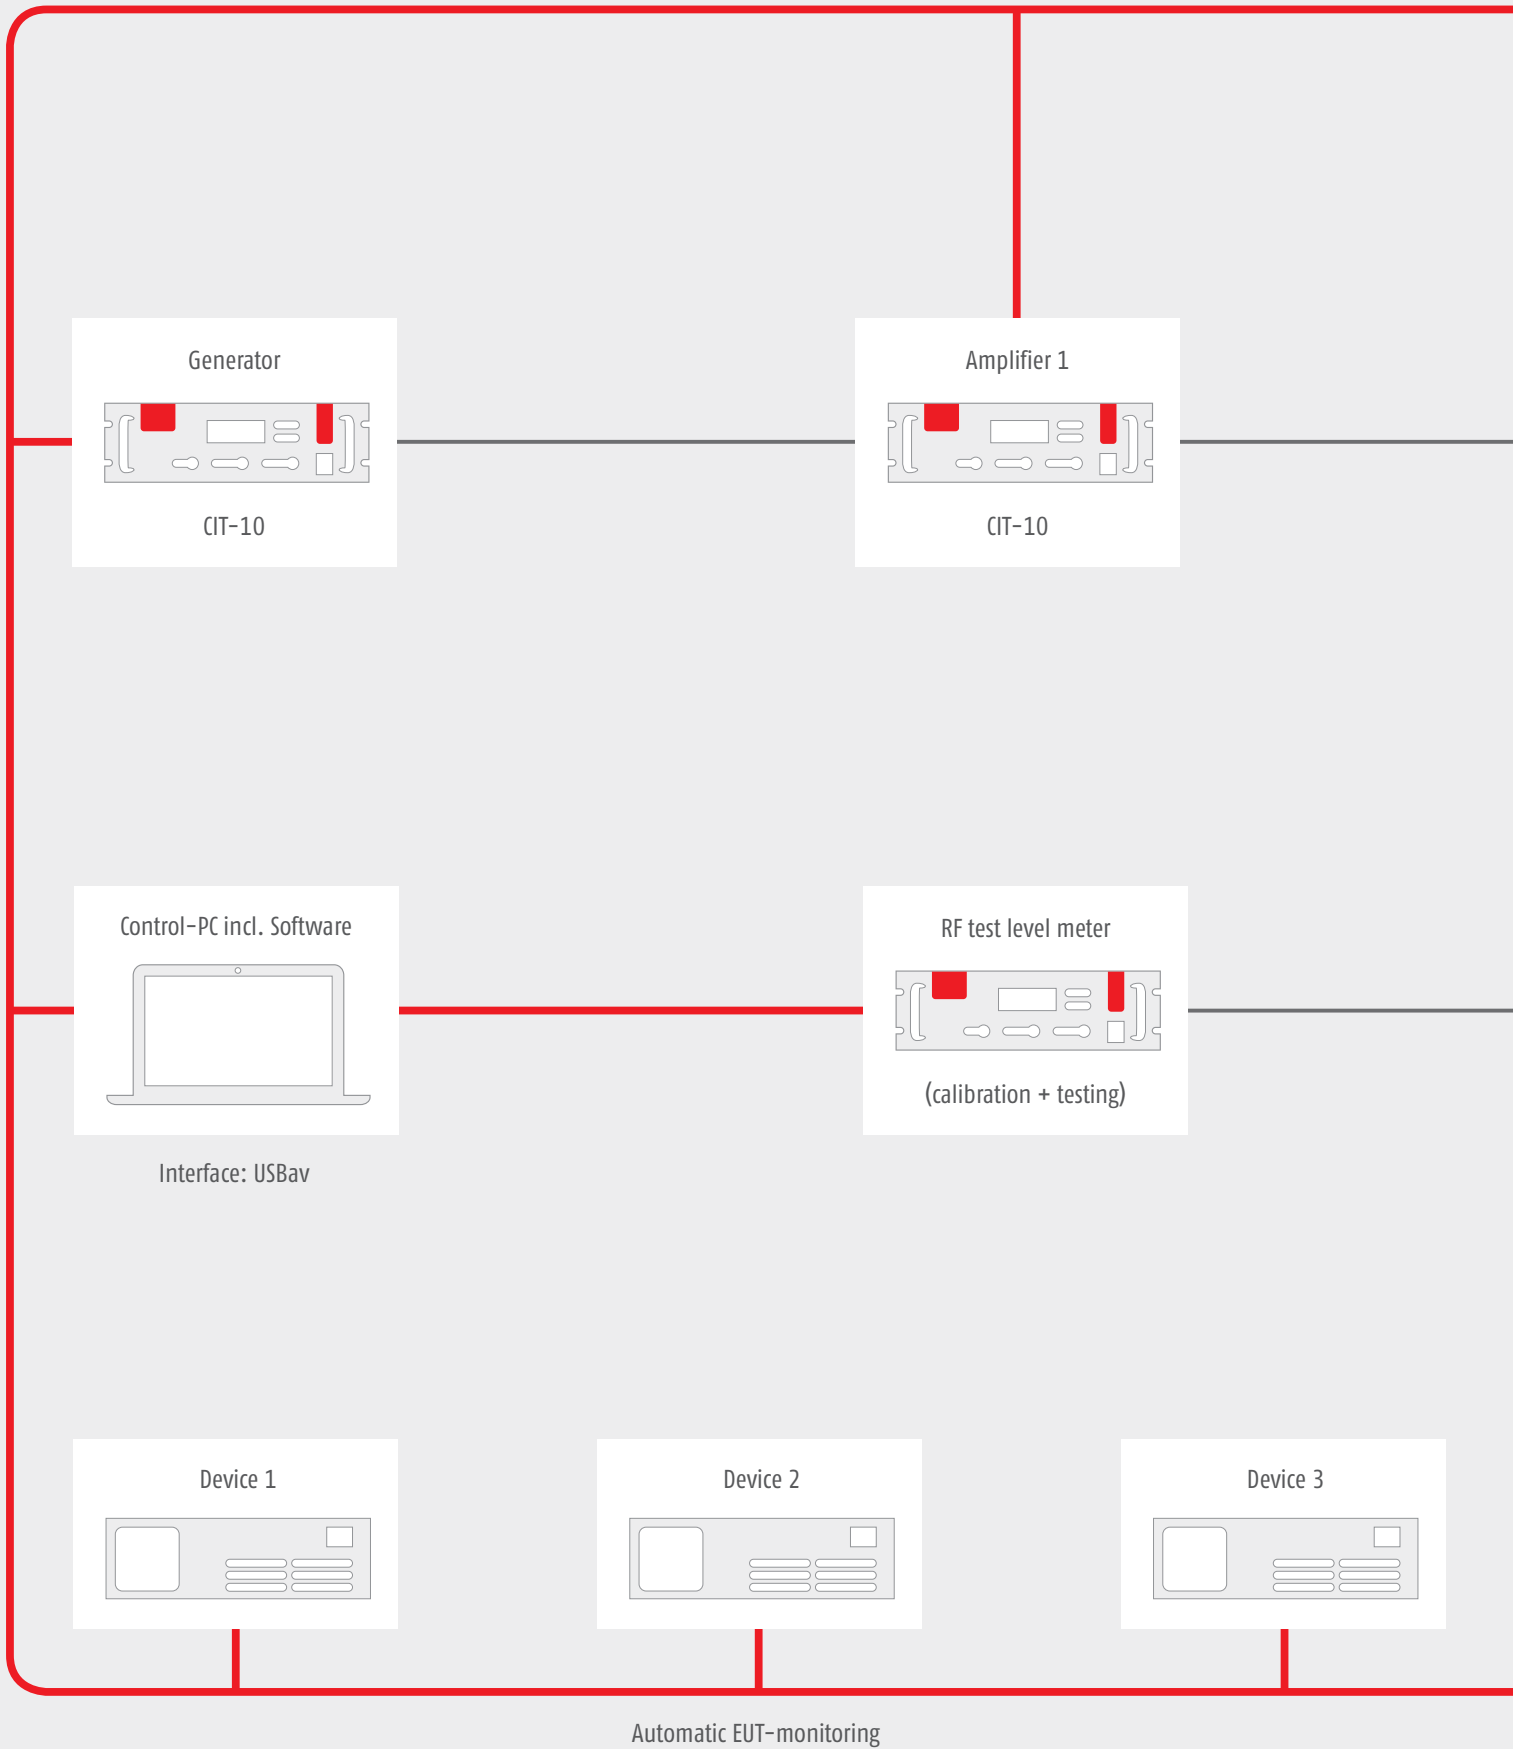 Generator
CIT-10
Amplifier 1
CIT-10
Control-PC incl. Software
Interface: USBav
RF test level meter
(calibration + testing)
Device 1
Device 2
Device 3
Automatic EUT-monitoring